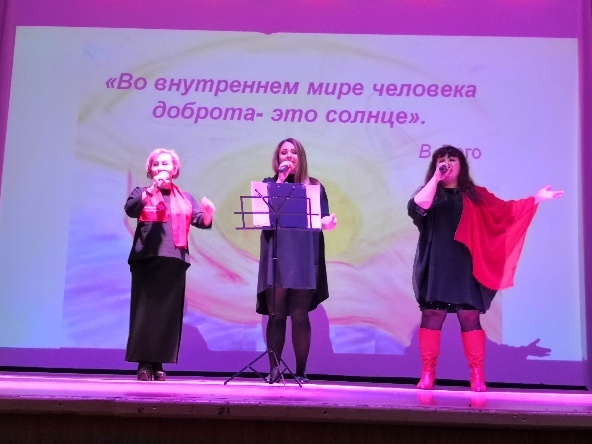 «Во внутреннем мире человека
доброта- это солнце».